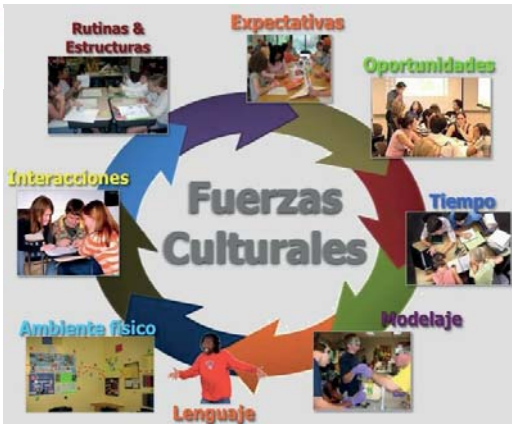 Rutinas &
Estructuras
Expectativas
Oportunidades
Interacciones
Fuerzas
Culturales
Tiempo
Ambiente físico
Modelaje
Lenguaje